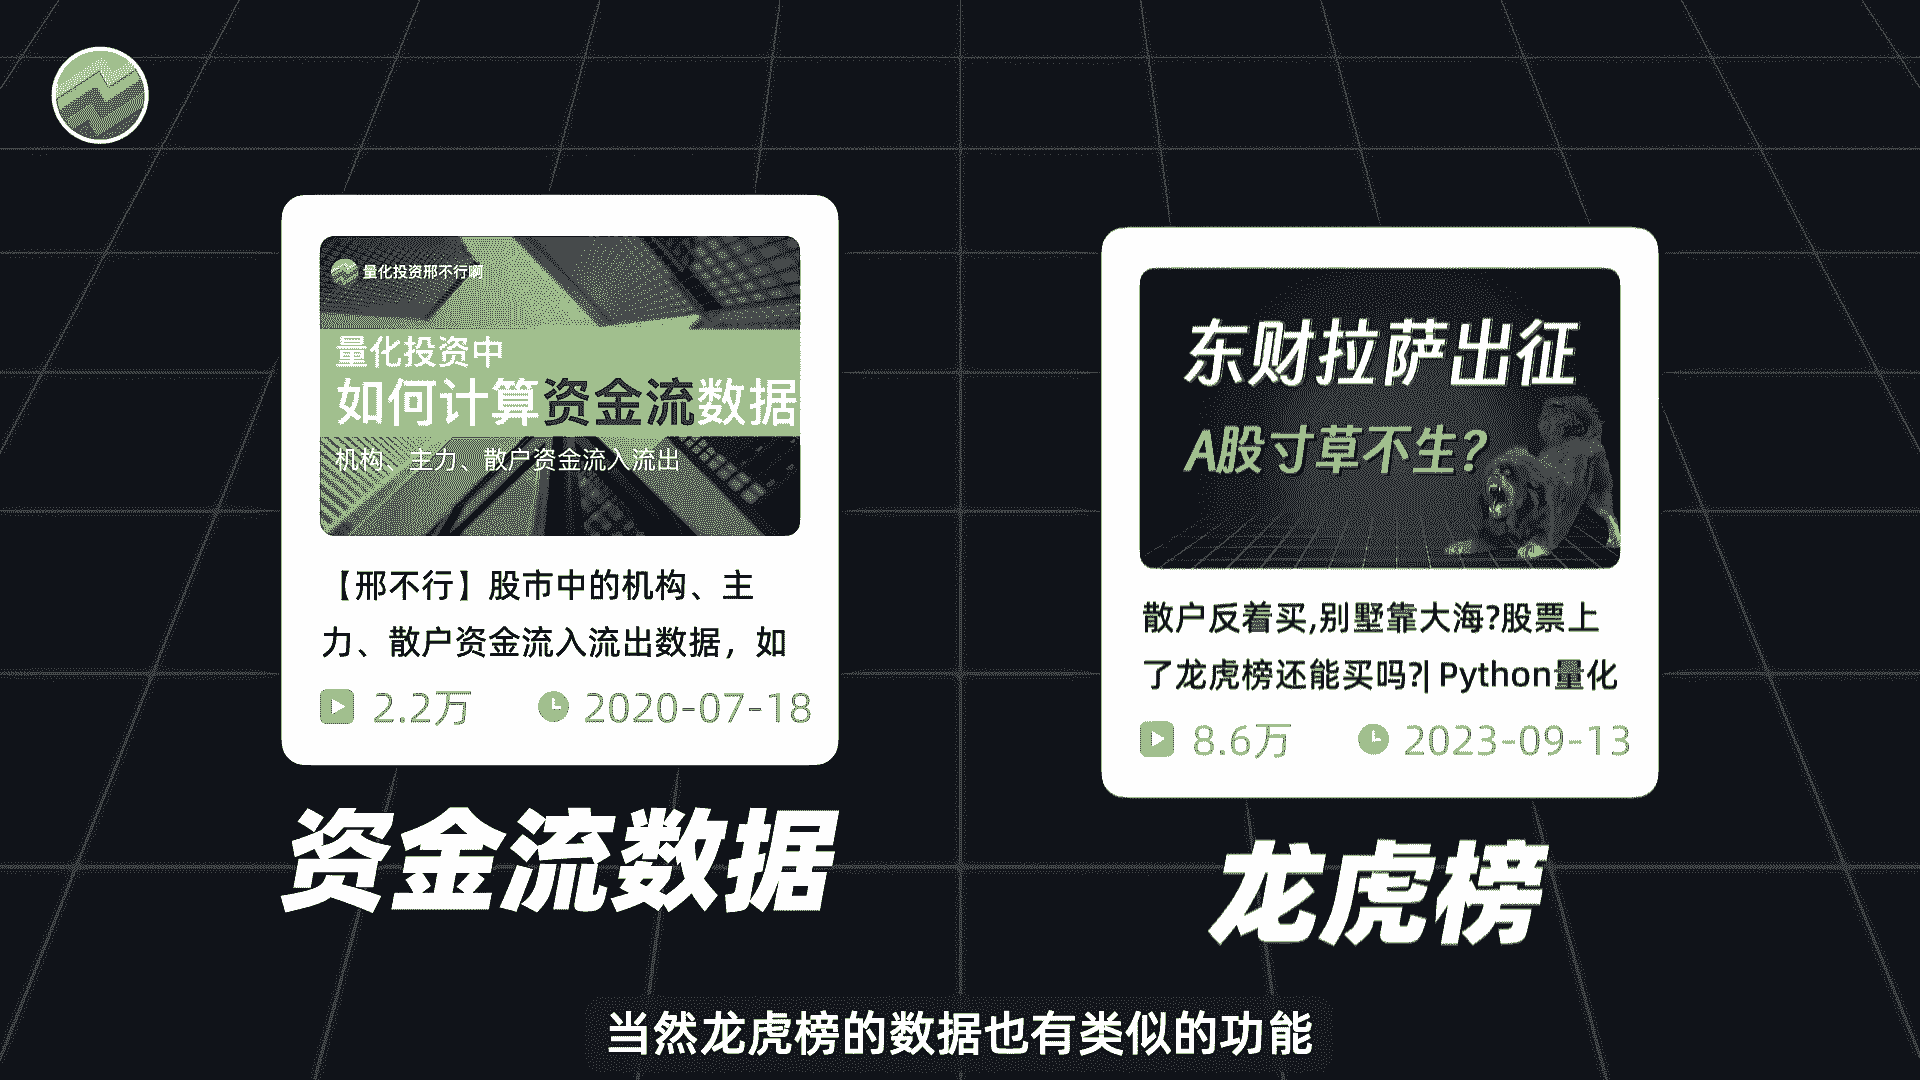 量化投资邢不行啊
量化投资中
如何计算资金流数据
机构、主力、散户资金流入流出
【邢不行】股市中的机构、主
力、散户资金流入流出数据，如
2.2万 2020-07-18
资金流数据
东财拉萨出征
A股寸草不生?
散户反着买,别墅靠大海?股票上
了龙虎榜还能买吗?| Python量化
8.6万 2023-09-13
龙虎榜
当然龙虎榜的数据也有类似的功能